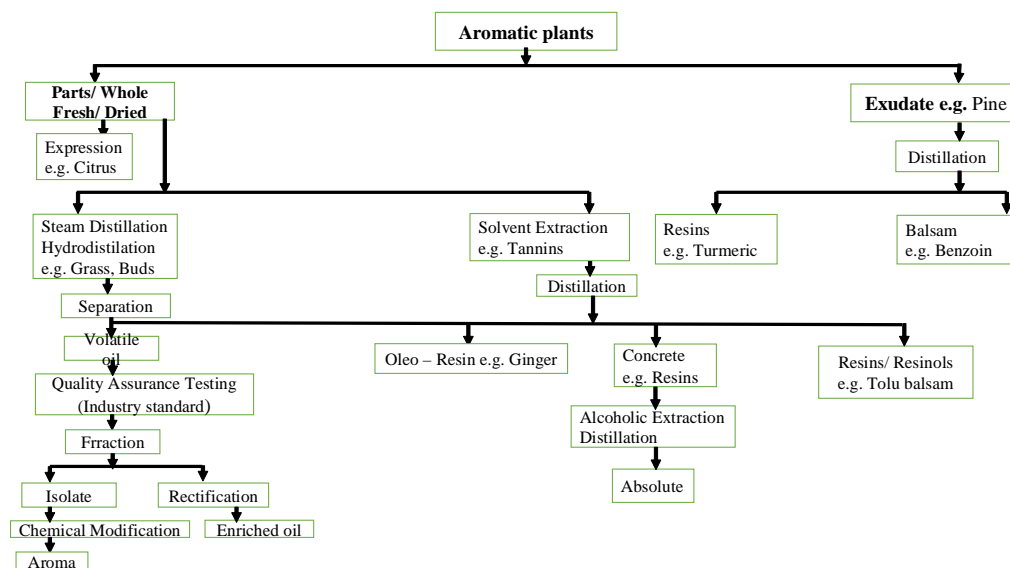 Aromatic plants
Parts/ Whole
Fresh/ Dried
Exudate e.g. Pine
Expression
e.g. Citrus
Distillation
Steam Distillation
Hydrodistilation
e.g. Grass, Buds
Solvent Extraction
e.g. Tannins
Resins
e.g. Turmeric
Balsam
e.g. Benzoin
Distillation
Separation
Volatile
oil
Oleo – Resin e.g. Ginger
Concrete
e.g. Resins
Resins/ Resinols
e.g. Tolu balsam
Quality Assurance Testing
(Industry standard)
Alcoholic Extraction
Distillation
Frraction
Absolute
Isolate
Rectification
Chemical Modification
Enriched oil
Aroma